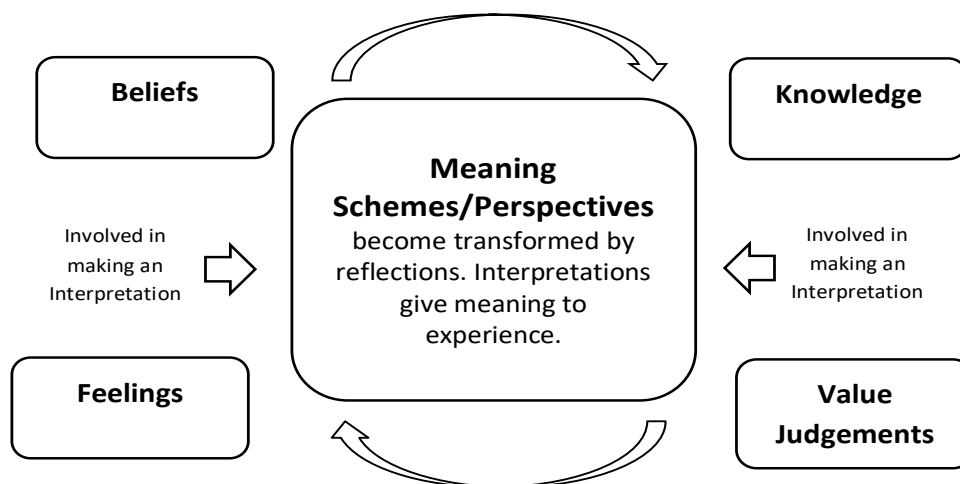 Beliefs
Knowledge
Meaning
Schemes/Perspectives
become transformed by
reflections. Interpretations
give meaning to
experience.
Involved in
making an
Interpretation
Involved in
making an
Interpretation
Feelings
Value
Judgements